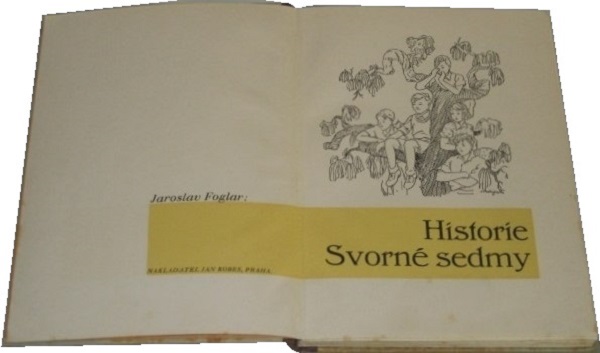 Jaroslav Foglar:
Historie
Svorné sedmy
NAKLADATEL JAN KOBES, PRAHA